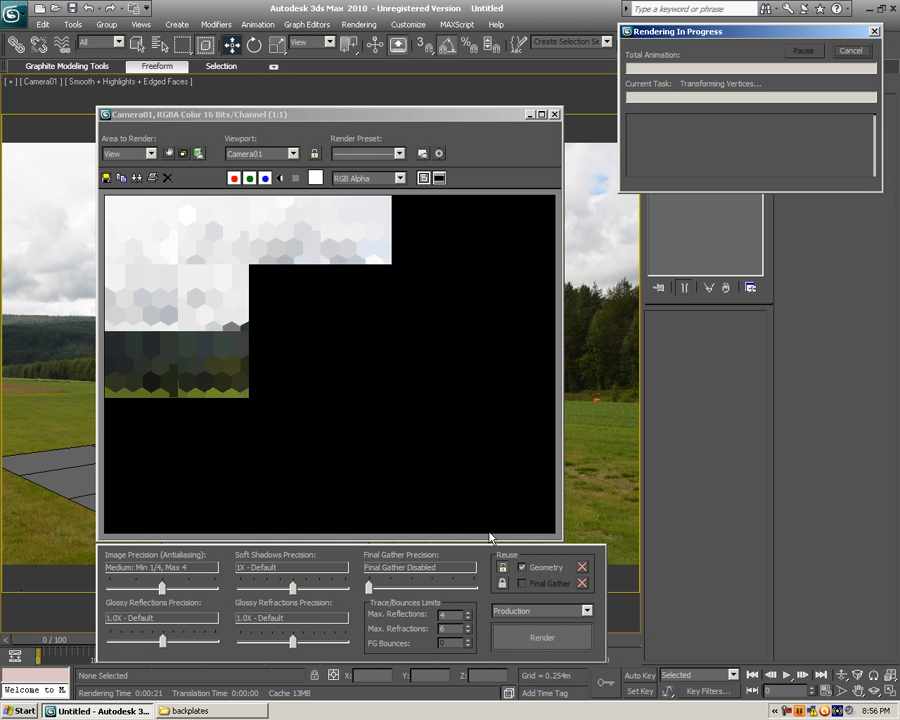 Autodesk 3ds Max 2010 - Unregistered Version Untitled
Type a keyword or phrase
Edit Tools Group Views Create Modifiers Animation Graph Editors Rendering Customize MAXScript Help
All
View
Create Selection Se
Graphite Modeling Tools Freeform Selection
[ + ] [ Camera01 ] [ Smooth + Highlights + Edged Faces ]
Rendering In Progress
Total Animation:
Pause
Cancel
Current Task: Transforming Vertices...
Camera01, RGBA Color 16 Bits/Channel (1:1)
Area to Render: Viewport: Render Preset:
View Camera01
RGB Alpha
Image Precision (Antialiasing): Soft Shadows Precision: Final Gather Precision: Reuse
Medium: Min 1/4, Max 4 1X - Default Final Gather Disabled Geometry
Final Gather
Glossy Reflections Precision: Glossy Refractions Precision: Trace/Bounces Limits
1.0X - Default 1.0X - Default Max. Reflections: 4 Production
Max. Refractions: 6
FG Bounces: 0 Render
0 / 100
None Selected X: Y: Z: Grid = 0.254m Auto Key Selected
Welcome to M Rendering Time 0:00:21 Translation Time 0:00:00 Cache 13MB Add Time Tag Set Key Key Filters... 0
Start Untitled - Autodesk 3... backplates 8:56 PM